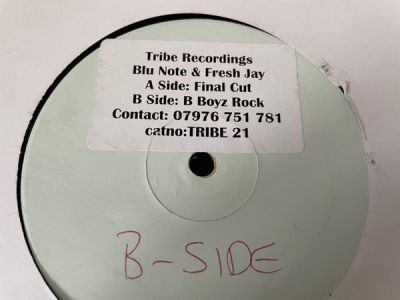 Tribe Recordings
Blu Note & Fresh Jay
A Side: Final Cut
B Side: B Boyz Rock
Contact: 07976 751 781
catno:TRIBE 21
B-SIDE